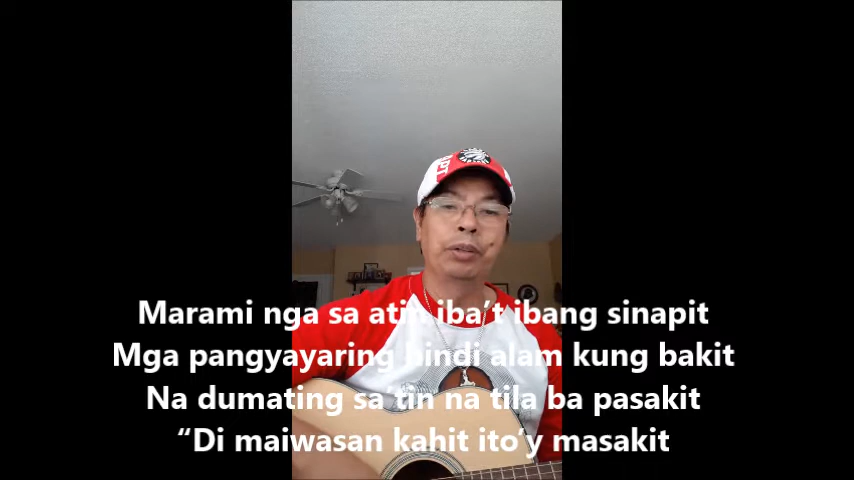 Marami nga sa atin iba't ibang sinapit
Mga pangyayaring hindi alam kung bakit
Na dumating sa'tin na tila ba pasakit
"Di maiwasan kahit ito'y masakit